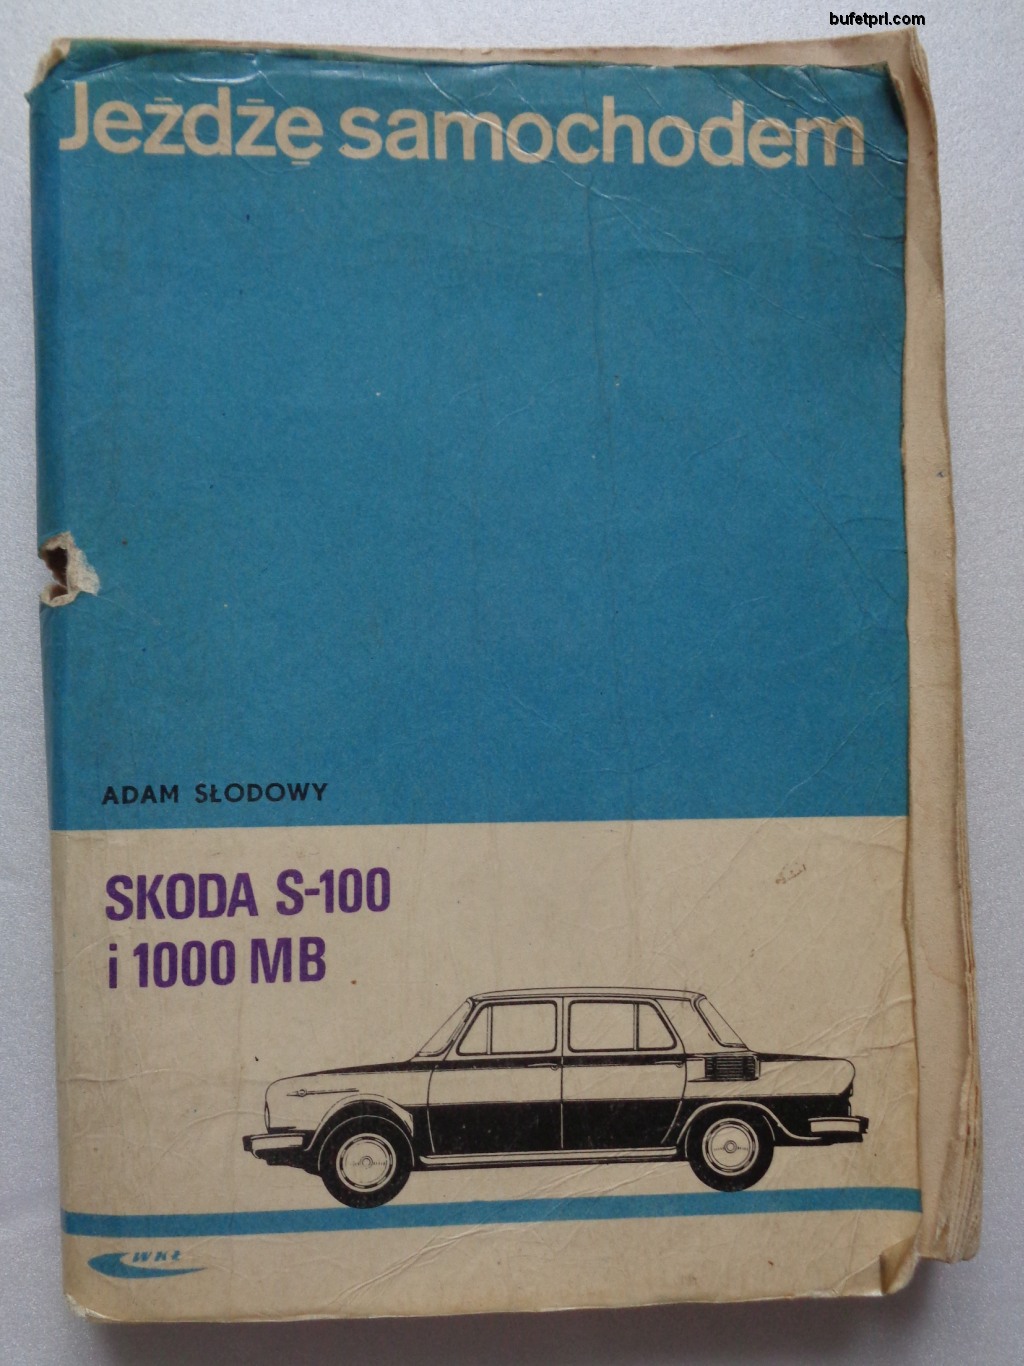 bufetprl.com
Jeżdżę samochodem
ADAM SŁODOWY
SKODA S-100
i 1000 MB
WKŁ